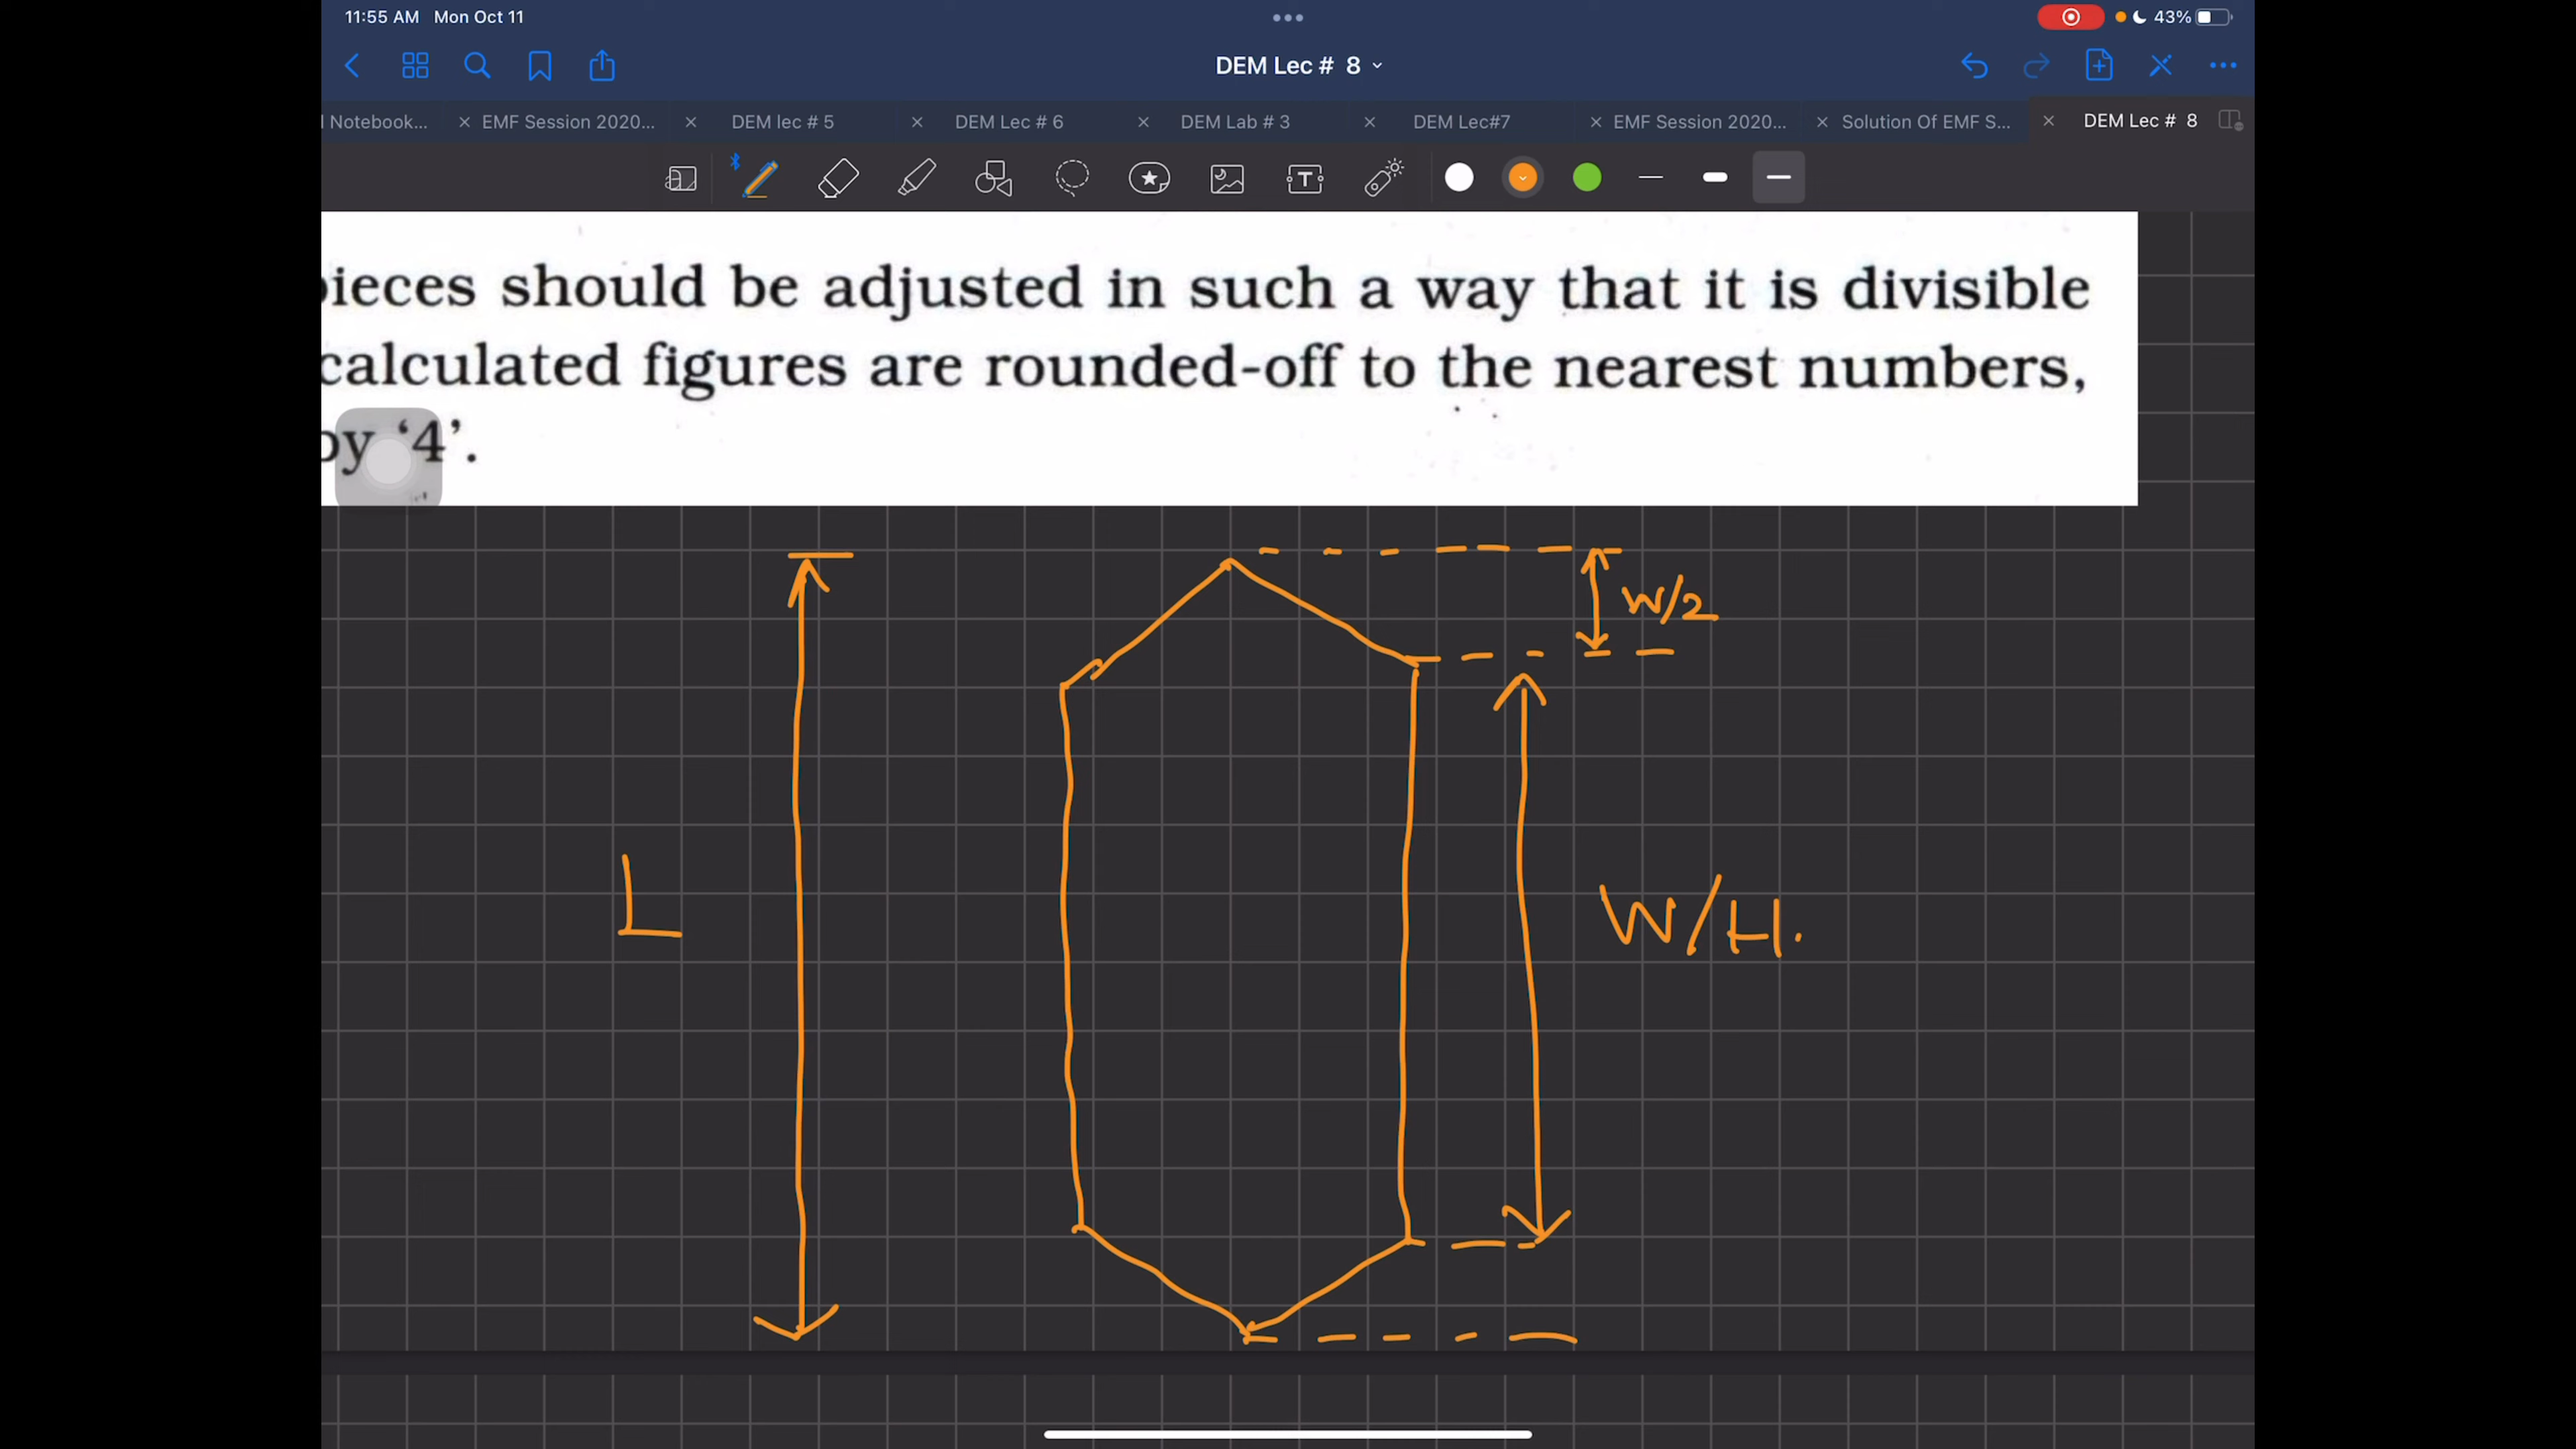 11:55 AM Mon Oct 11
43%
DEM Lec # 8
l Notebook...
EMF Session 2020...
DEM lec # 5
DEM Lec # 6
DEM Lab # 3
DEM Lec#7
EMF Session 2020...
Solution Of EMF S...
DEM Lec # 8
pieces should be adjusted in such a way that it is divisible
calculated figures are rounded-off to the nearest numbers,
by ‘4’.
W/2
L
W/H.